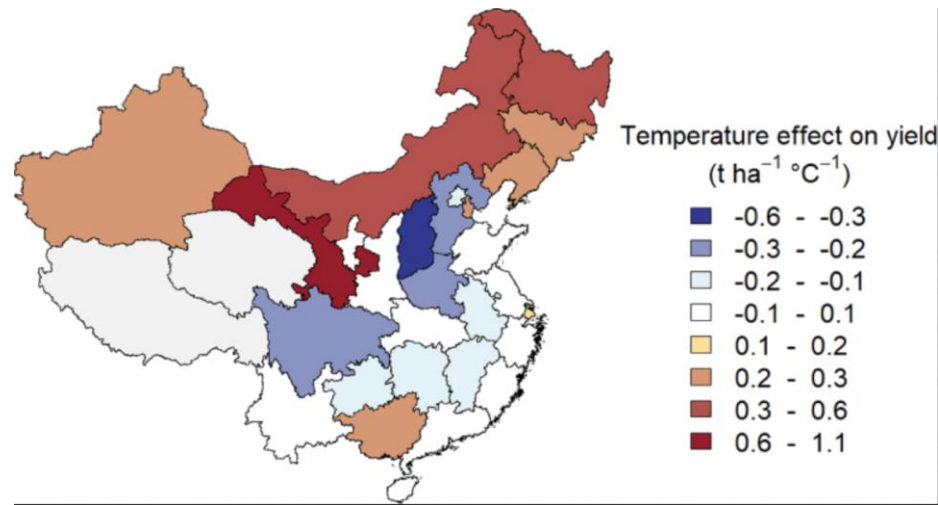 Temperature effect on yield
(t ha⁻¹ °C⁻¹)
-0.6 - -0.3
-0.3 - -0.2
-0.2 - -0.1
-0.1 - 0.1
0.1 - 0.2
0.2 - 0.3
0.3 - 0.6
0.6 - 1.1